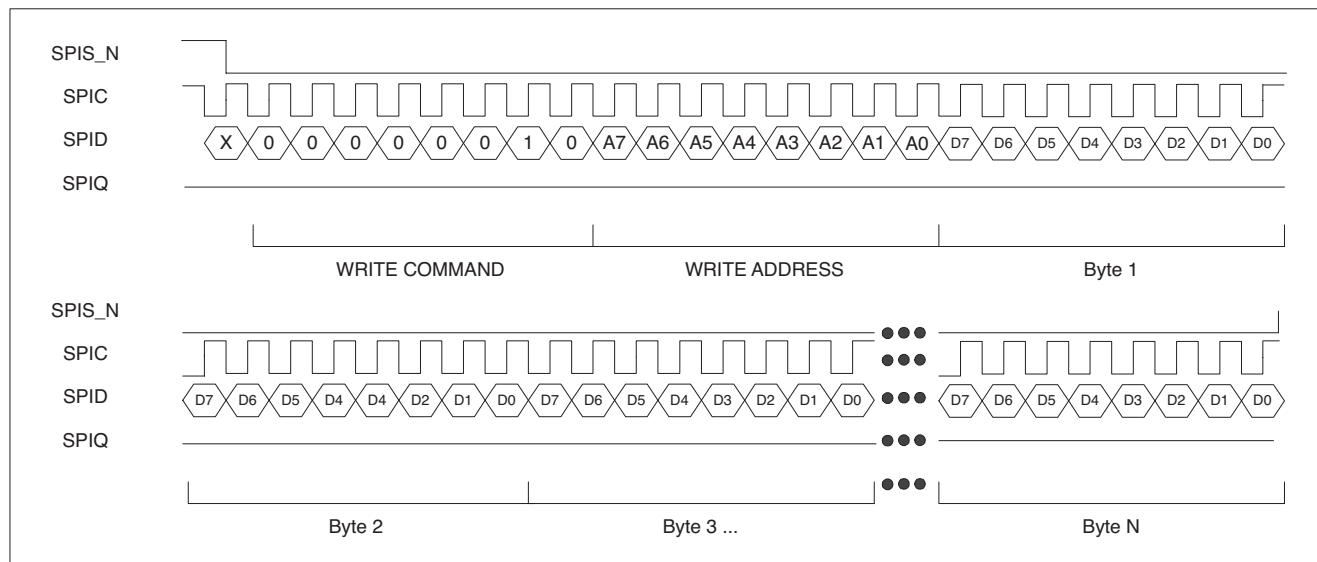 SPIS_N
SPIC
SPID X 0 0 0 0 0 0 1 0 A7 A6 A5 A4 A3 A2 A1 A0 D7 D6 D5 D4 D3 D2 D1 D0
SPIQ
WRITE COMMAND WRITE ADDRESS Byte 1
SPIS_N
SPIC
SPID D7 D6 D5 D4 D4 D2 D1 D0 D7 D6 D5 D4 D3 D2 D1 D0 D7 D6 D5 D4 D3 D2 D1 D0
SPIQ
Byte 2 Byte 3 ... Byte N